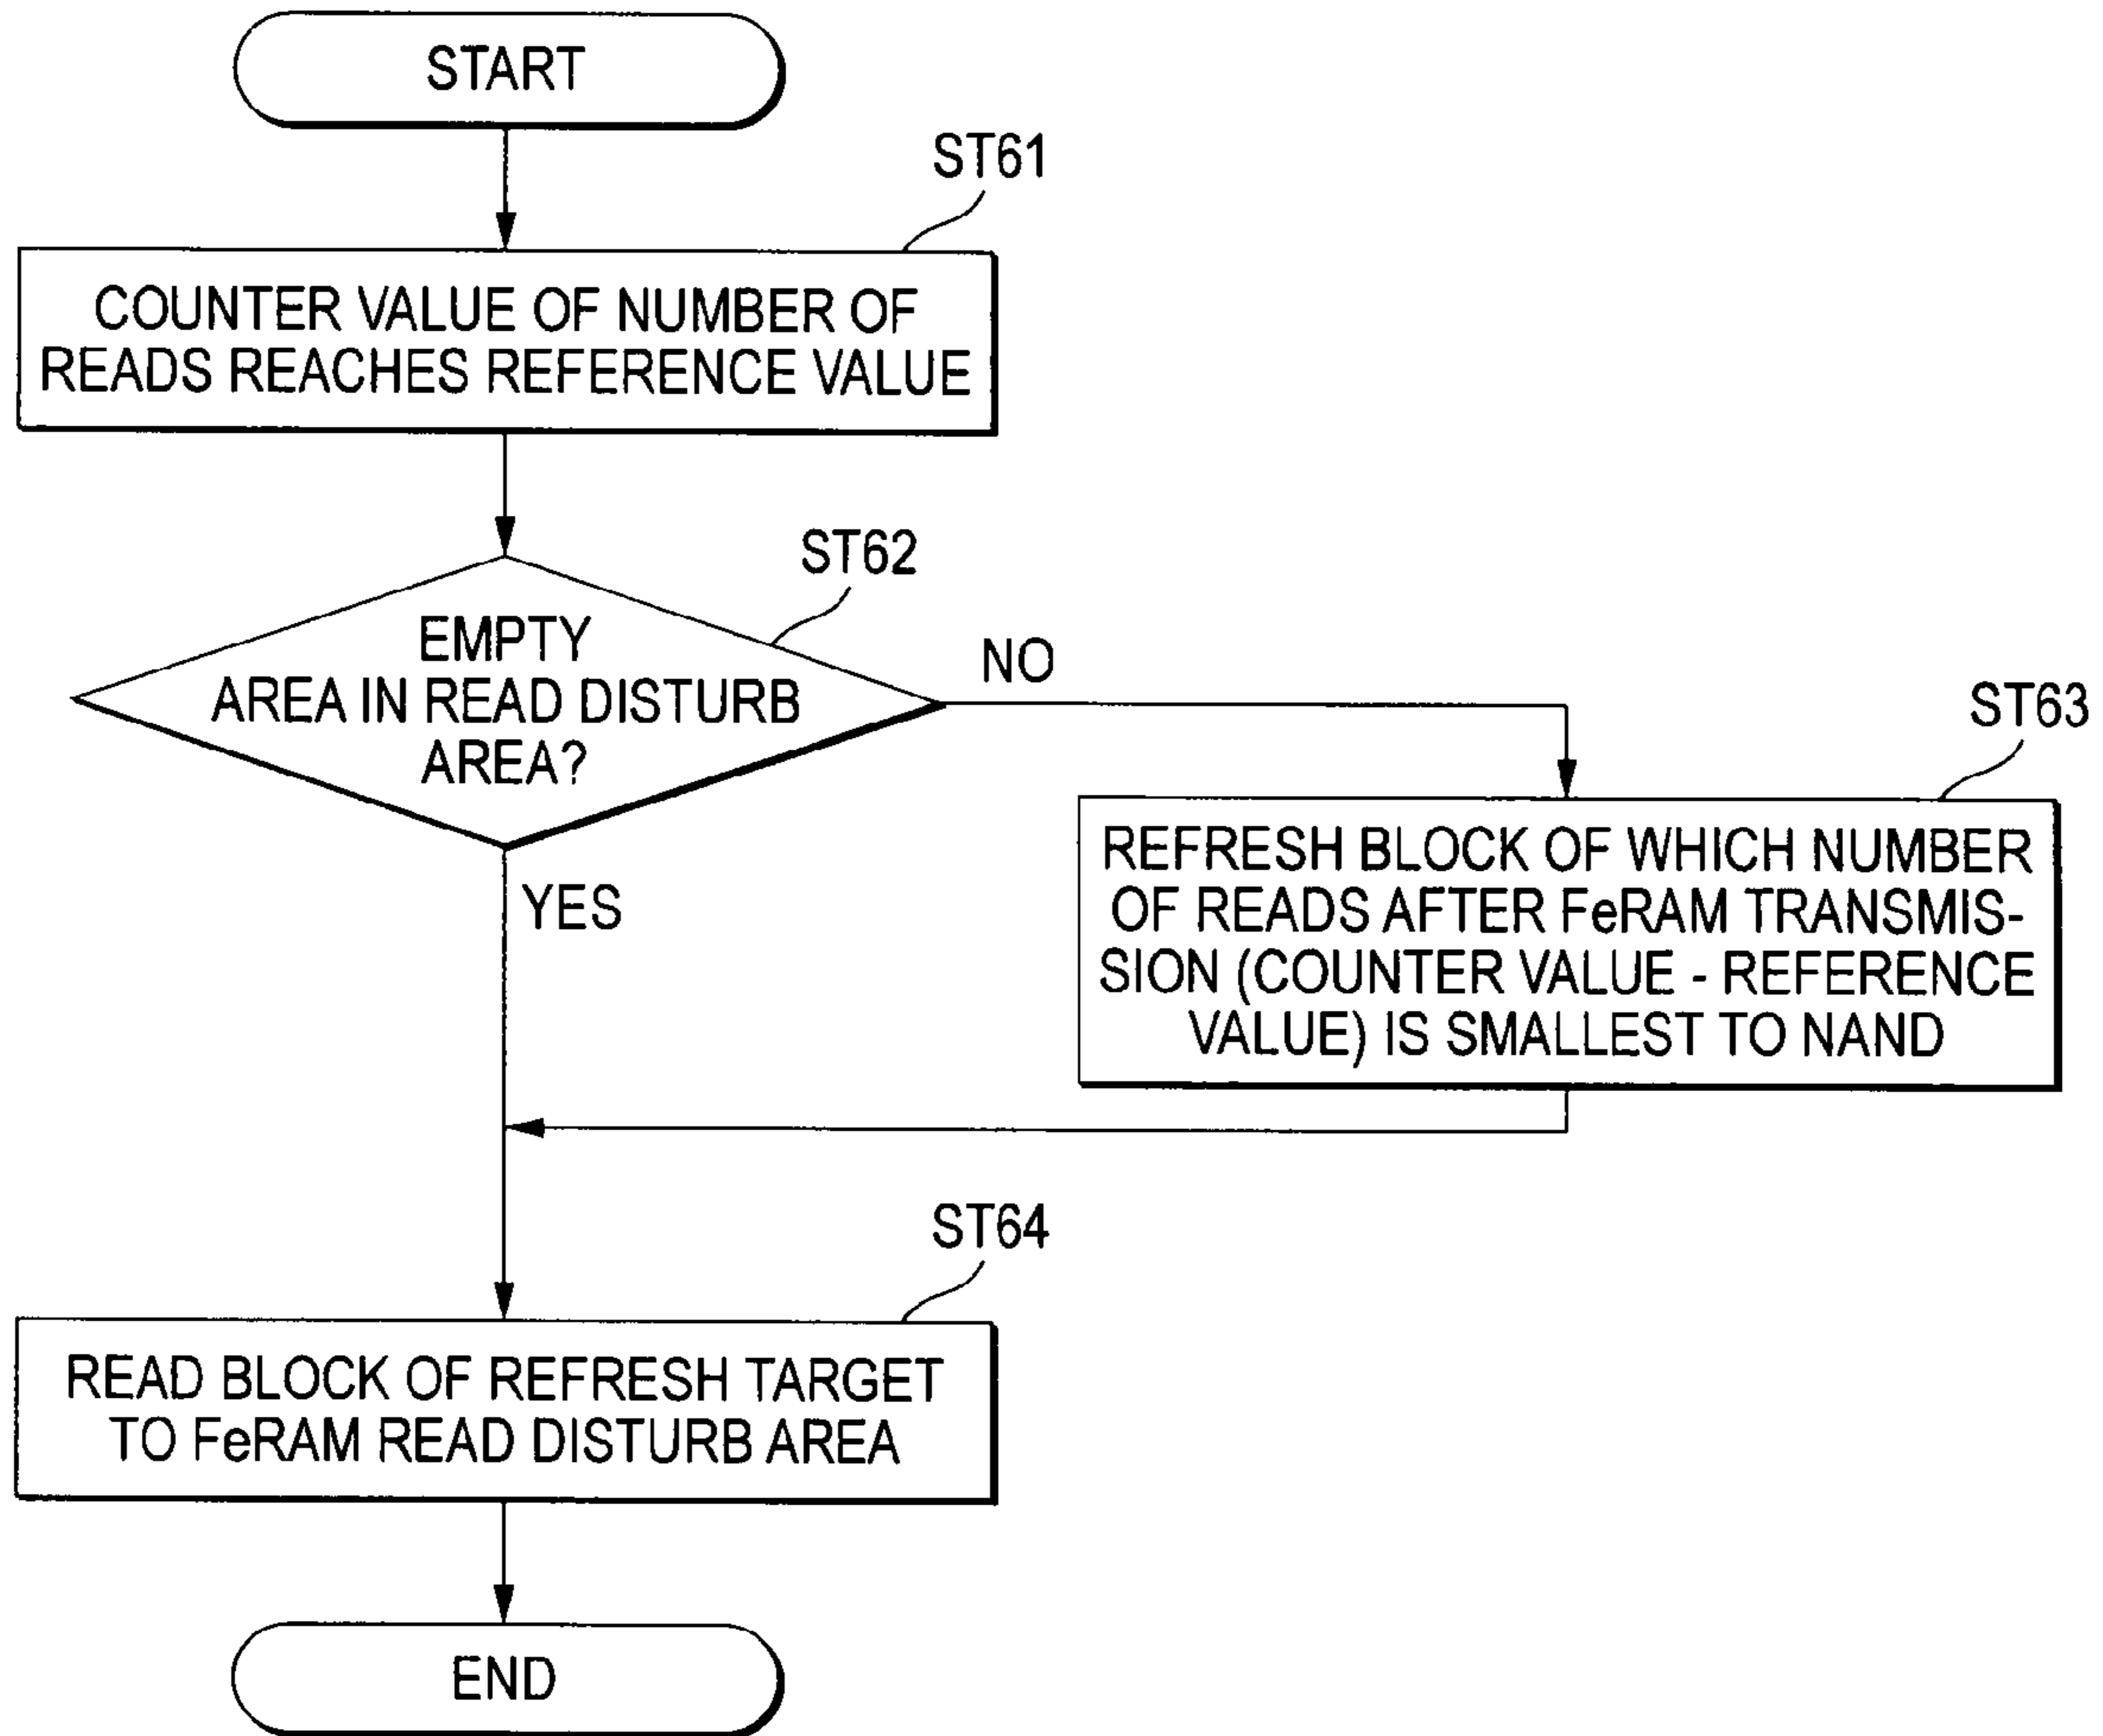 START
ST61
COUNTER VALUE OF NUMBER OF
READS REACHES REFERENCE VALUE
ST62
EMPTY
AREA IN READ DISTURB
AREA?
NO
YES
ST63
REFRESH BLOCK OF WHICH NUMBER
OF READS AFTER FeRAM TRANSMIS-
SION (COUNTER VALUE - REFERENCE
VALUE) IS SMALLEST TO NAND
ST64
READ BLOCK OF REFRESH TARGET
TO FeRAM READ DISTURB AREA
END